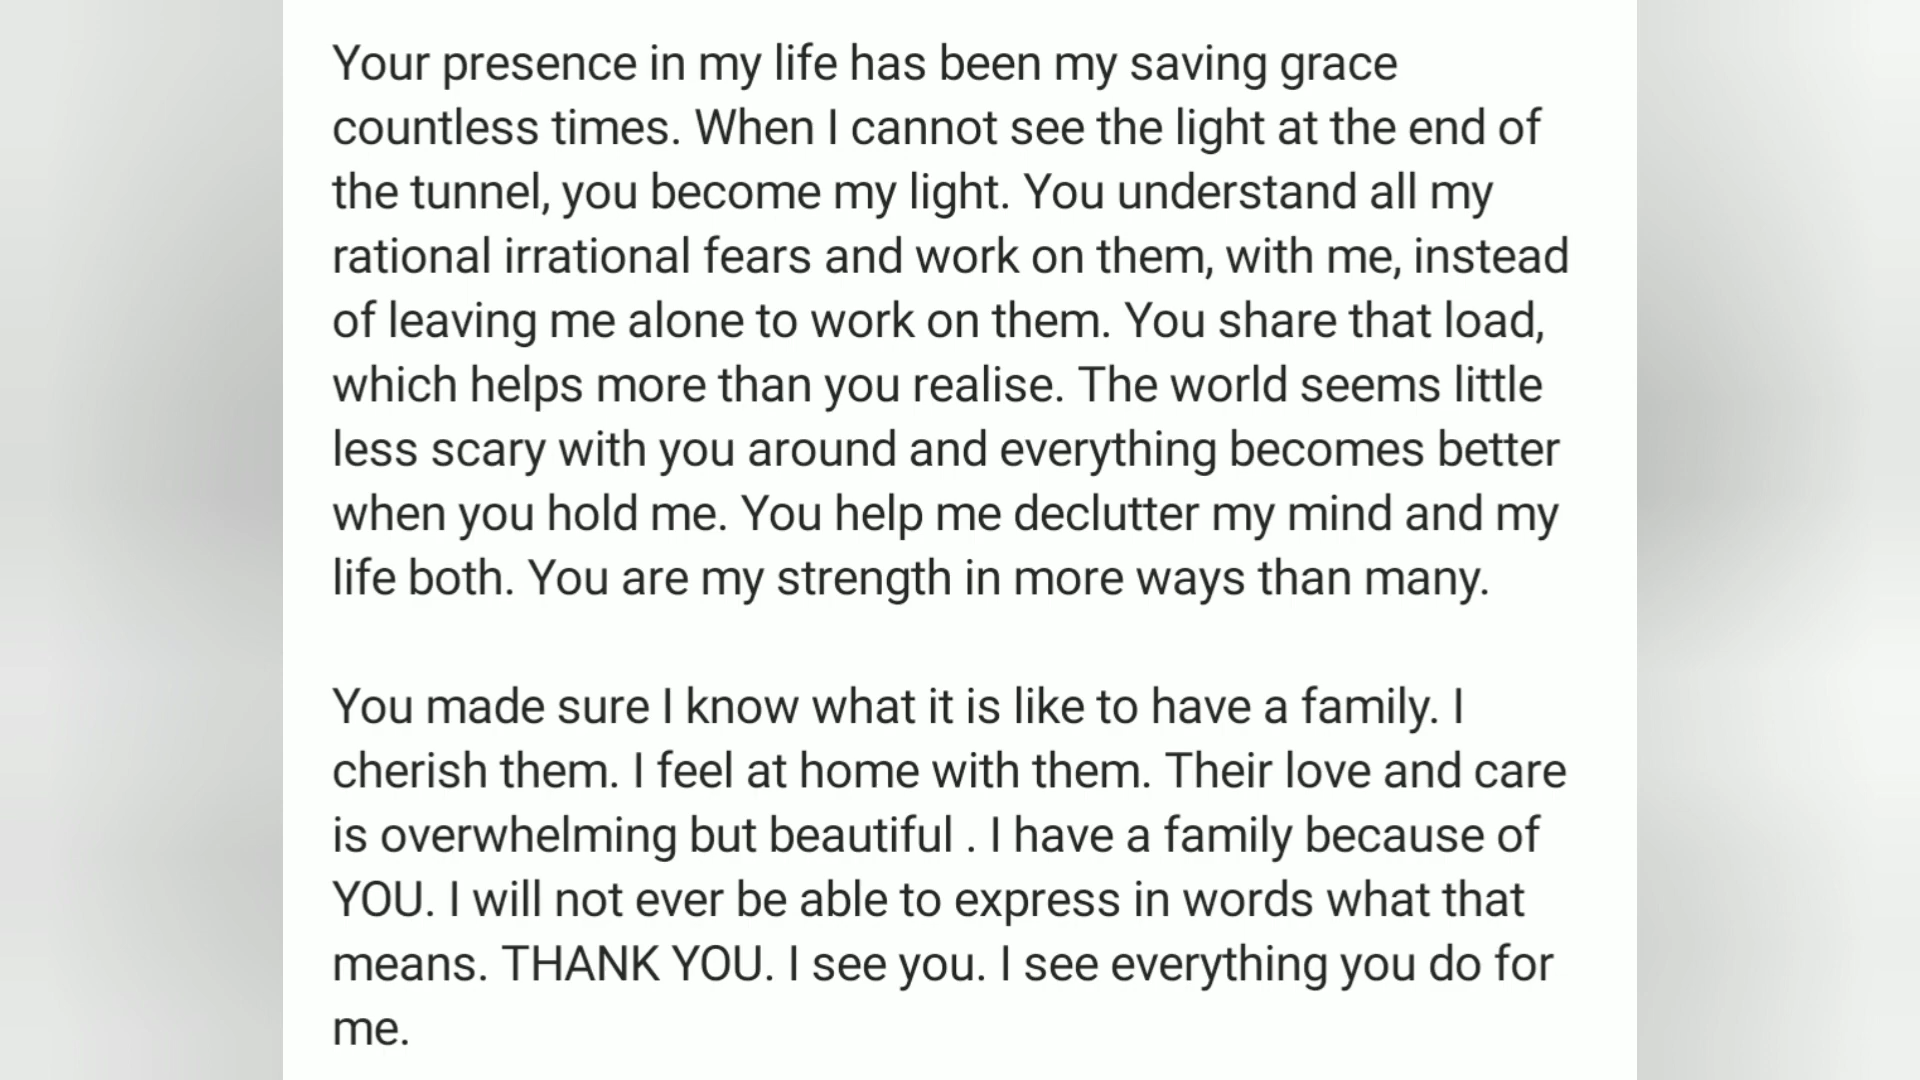 Your presence in my life has been my saving grace
countless times. When I cannot see the light at the end of
the tunnel, you become my light. You understand all my
rational irrational fears and work on them, with me, instead
of leaving me alone to work on them. You share that load,
which helps more than you realise. The world seems little
less scary with you around and everything becomes better
when you hold me. You help me declutter my mind and my
life both. You are my strength in more ways than many.
You made sure I know what it is like to have a family. I
cherish them. I feel at home with them. Their love and care
is overwhelming but beautiful . I have a family because of
YOU. I will not ever be able to express in words what that
means. THANK YOU. I see you. I see everything you do for
me.